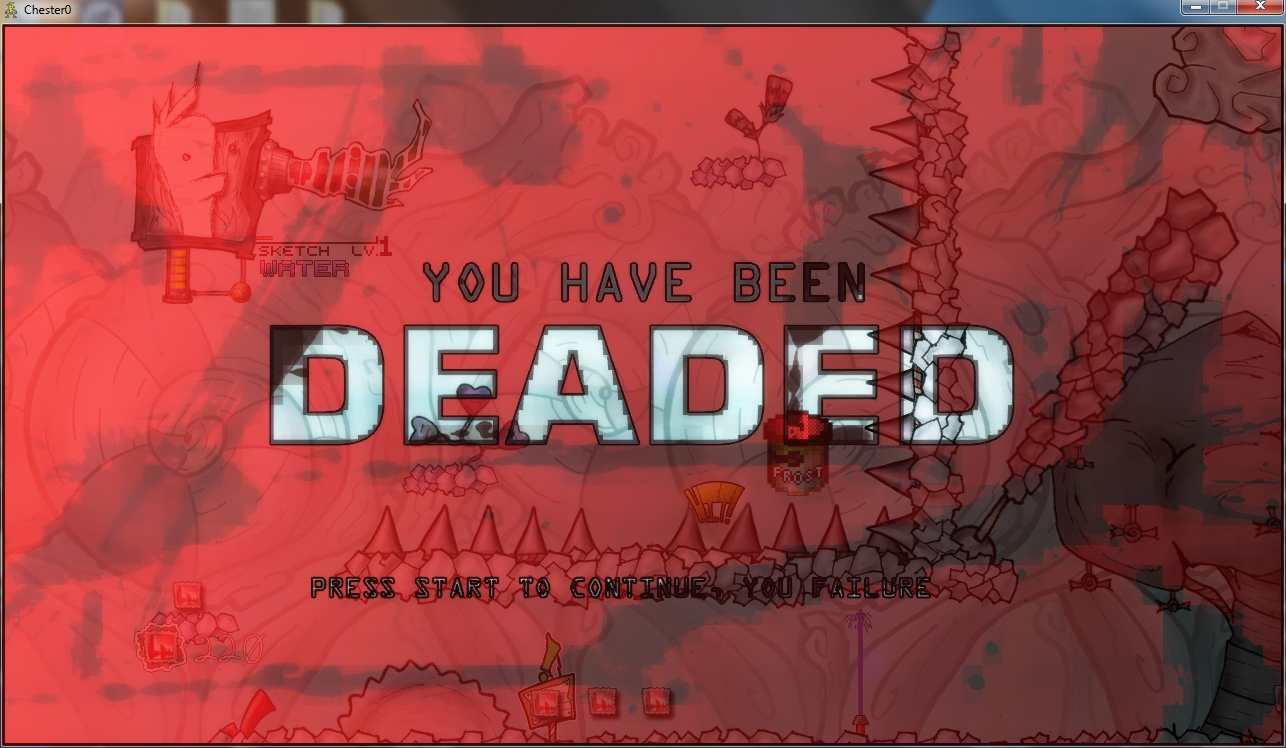 Chester0
SKETCH LV.1
WATER
YOU HAVE BEEN
DEADED
FROST
PRESS START TO CONTINUE, YOU FAILURE
220